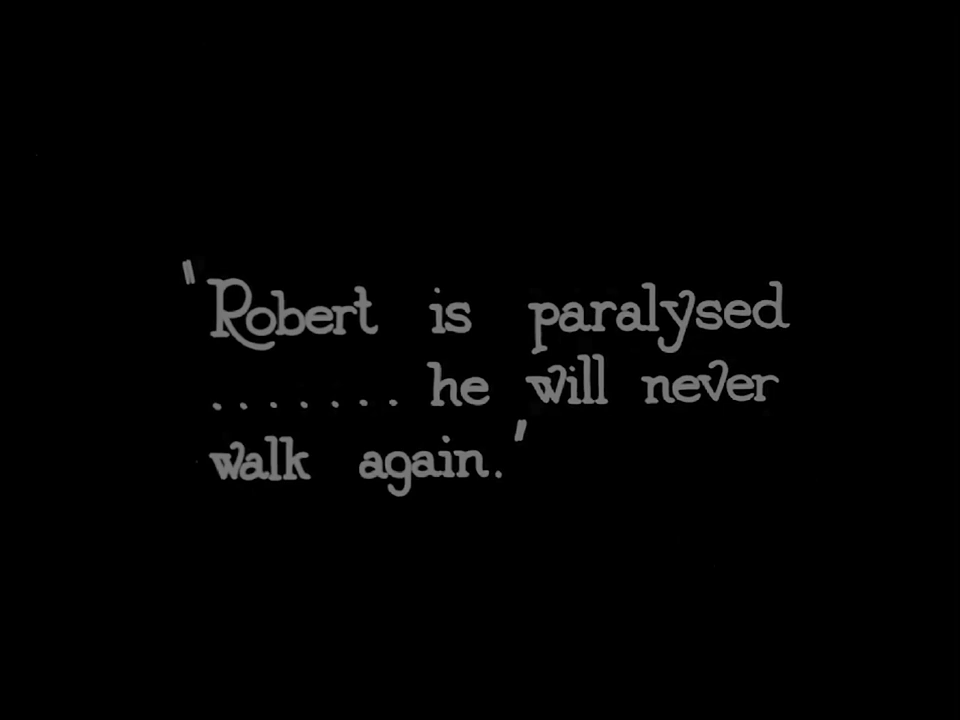 "Robert is paralysed
....... he will never
walk again."